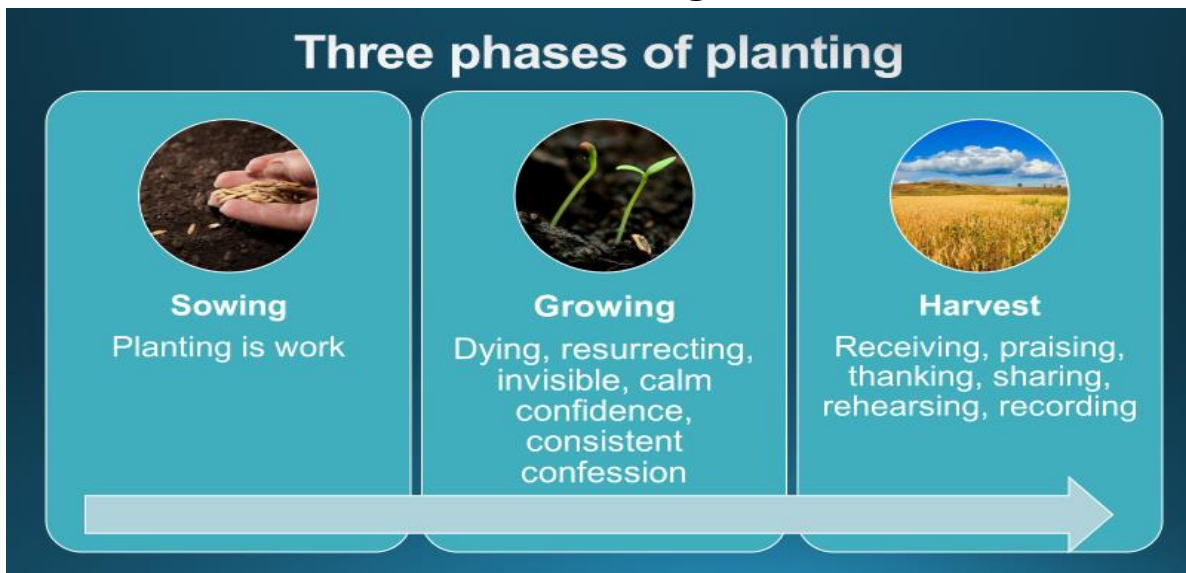 Three phases of planting
Sowing
Planting is work
Growing
Dying, resurrecting,
invisible, calm
confidence,
consistent
confession
Harvest
Receiving, praising,
thanking, sharing,
rehearsing, recording